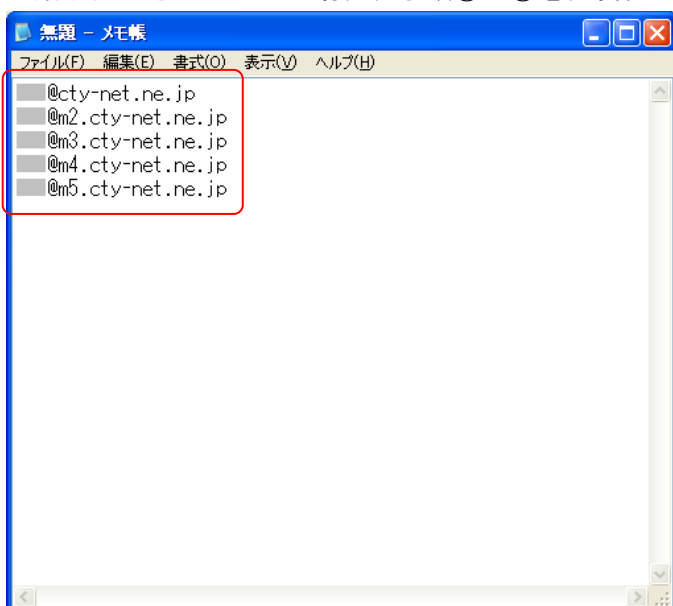 無題 - メモ帳
ファイル(F) 編集(E) 書式(O) 表示(V) ヘルプ(H)
@cty-net.ne.jp
@m2.cty-net.ne.jp
@m3.cty-net.ne.jp
@m4.cty-net.ne.jp
@m5.cty-net.ne.jp